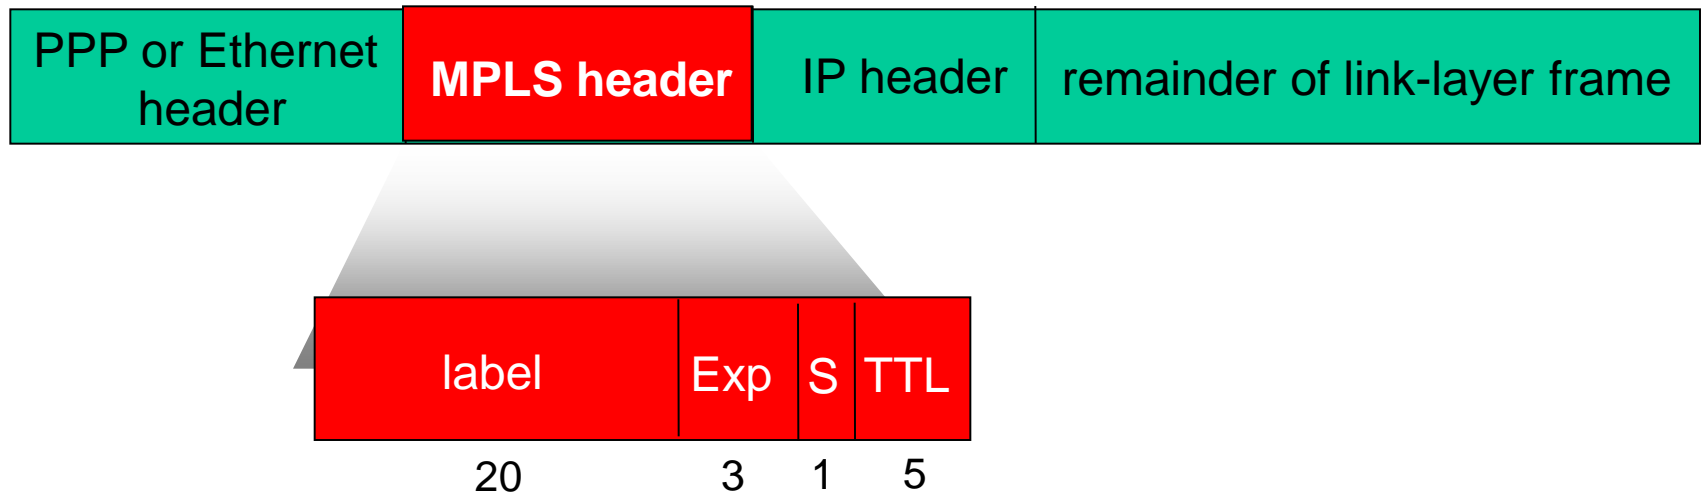 PPP or Ethernet
header
MPLS header
IP header
remainder of link-layer frame
label
Exp
S
TTL
20
3
1
5